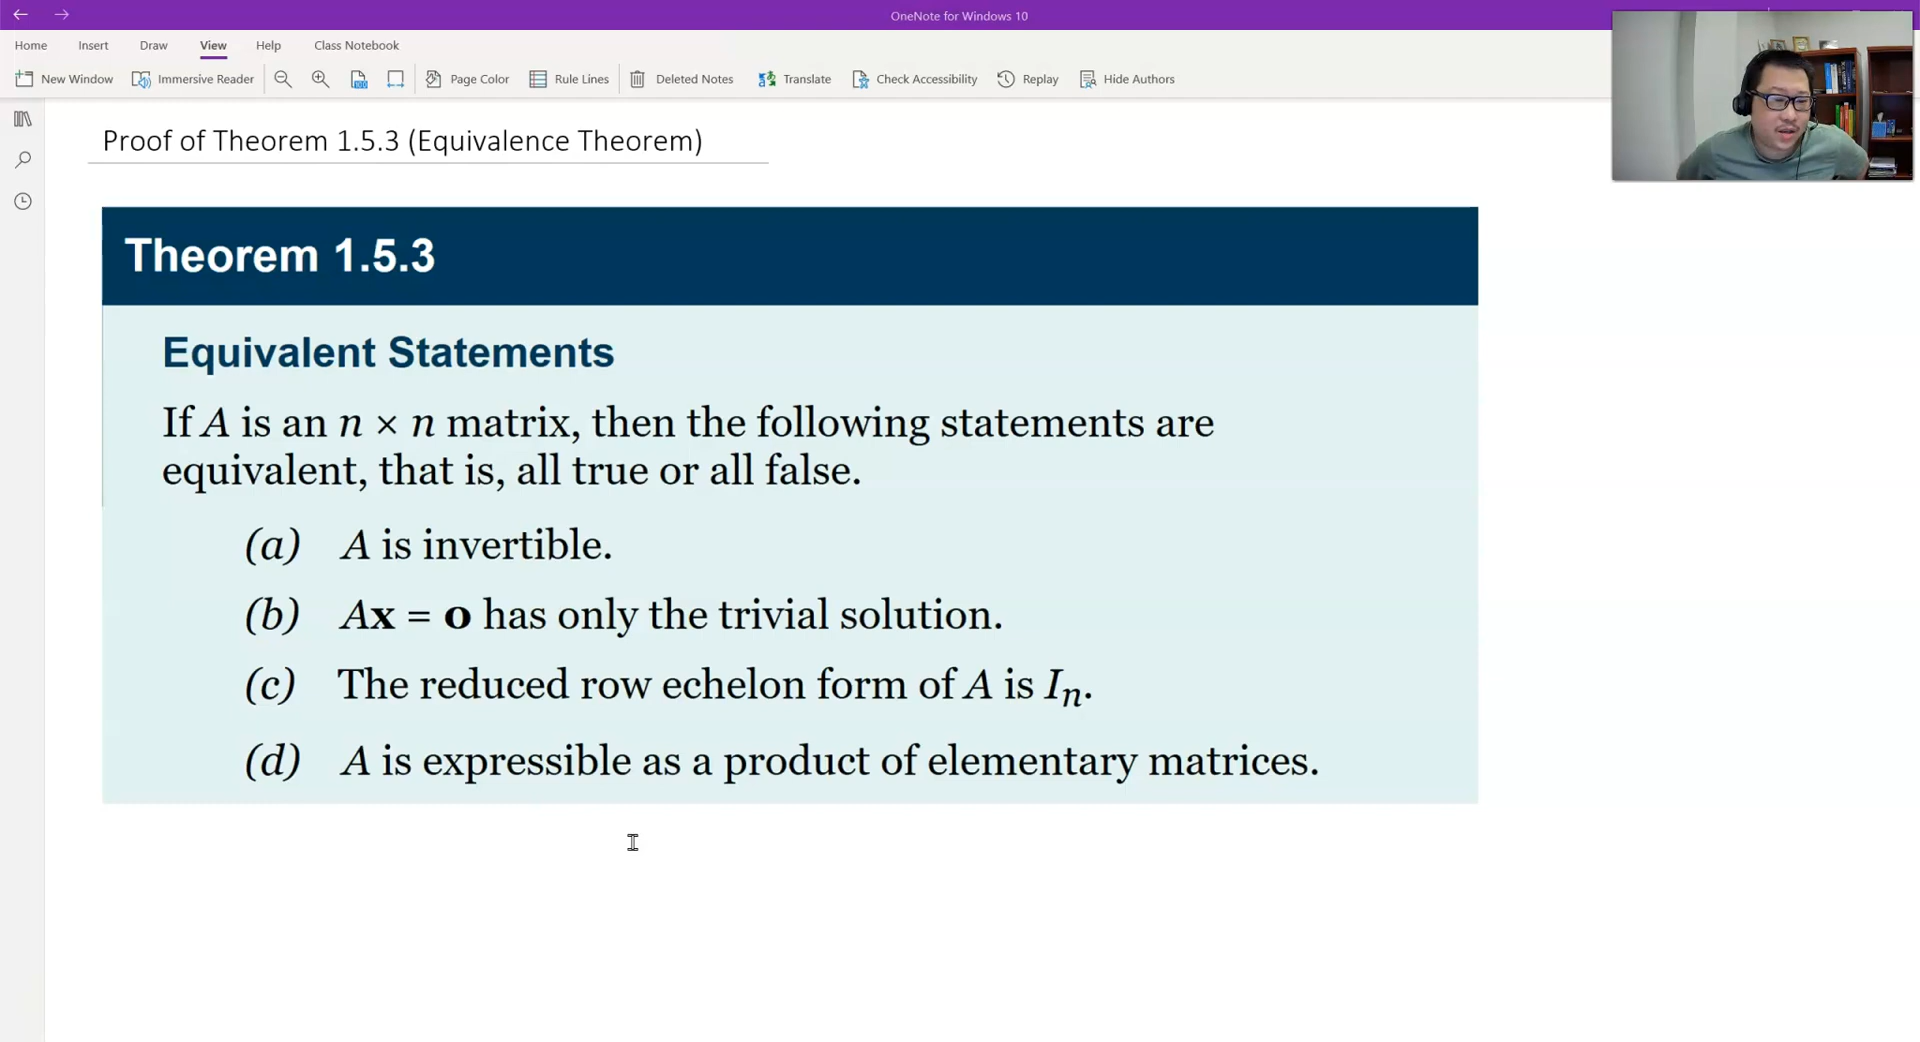 OneNote for Windows 10
Home Insert Draw View Help Class Notebook
New Window Immersive Reader Page Color Rule Lines Deleted Notes Translate Check Accessibility Replay Hide Authors
Proof of Theorem 1.5.3 (Equivalence Theorem)
Theorem 1.5.3
Equivalent Statements
If A is an n × n matrix, then the following statements are
equivalent, that is, all true or all false.
(a) A is invertible.
(b) Ax = 0 has only the trivial solution.
(c) The reduced row echelon form of A is Iₙ.
(d) A is expressible as a product of elementary matrices.